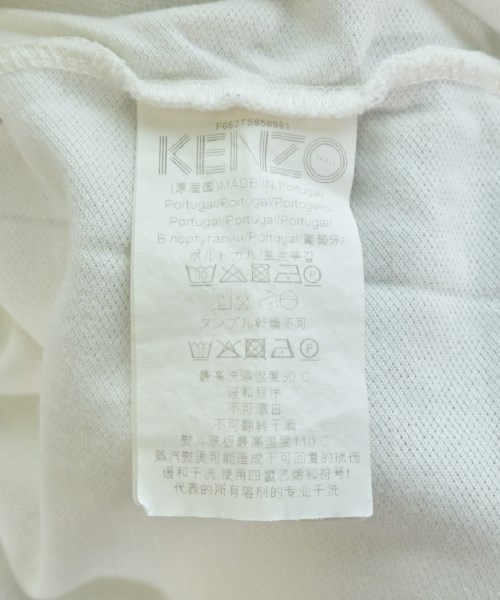 F662TS858981
KENZO
(原産国)MADE IN Portugal/
Portugal/Portugal/Portogallo/
Portugal/Portugal/Portugal/
В португалии/Portugal/葡萄牙/
ポルトガル/포르투갈
タンブル乾燥不可
最高洗涤温度30°C
缓和程序
不可漂白
不可翻转干燥
熨斗底板最高温度110°C
蒸汽熨烫可能造成不可回复的损伤
缓和干洗,使用四氯乙烯和符号f
代表的所有溶剂的专业干洗